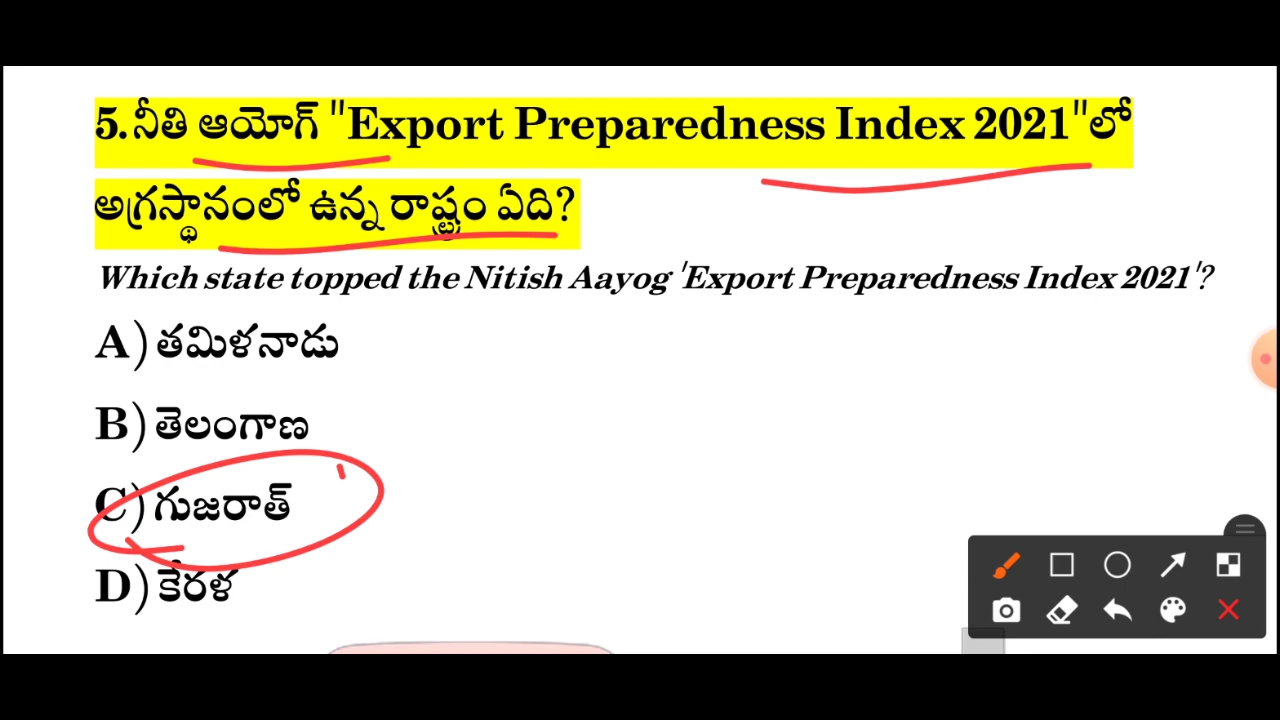 5.నీతి ఆయోగ్ "Export Preparedness Index 2021"లో
అగ్రస్థానంలో ఉన్న రాష్ట్రం ఏది?
Which state topped the Nitish Aayog 'Export Preparedness Index 2021'?
A) తమిళనాడు
B) తెలంగాణ
C) గుజరాత్
D) కేరళ